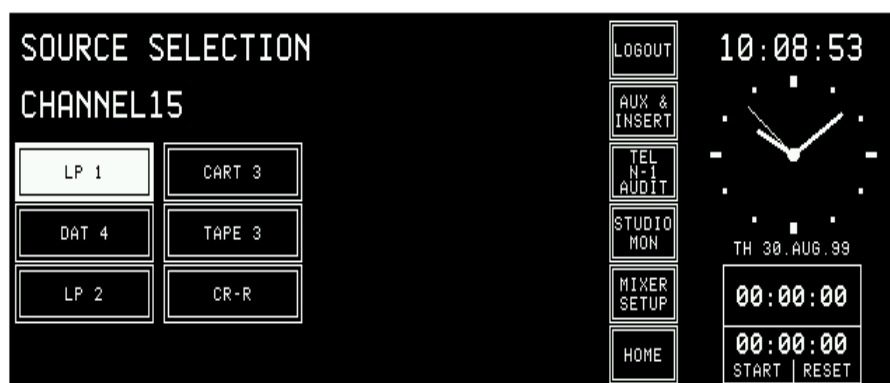 SOURCE SELECTION
CHANNEL15
LP 1
CART 3
DAT 4
TAPE 3
LP 2
CR-R
LOGOUT
AUX &
INSERT
TEL
N-1
AUDIT
STUDIO
MON
MIXER
SETUP
HOME
10:08:53
TH 30.AUG.99
00:00:00
00:00:00
START | RESET